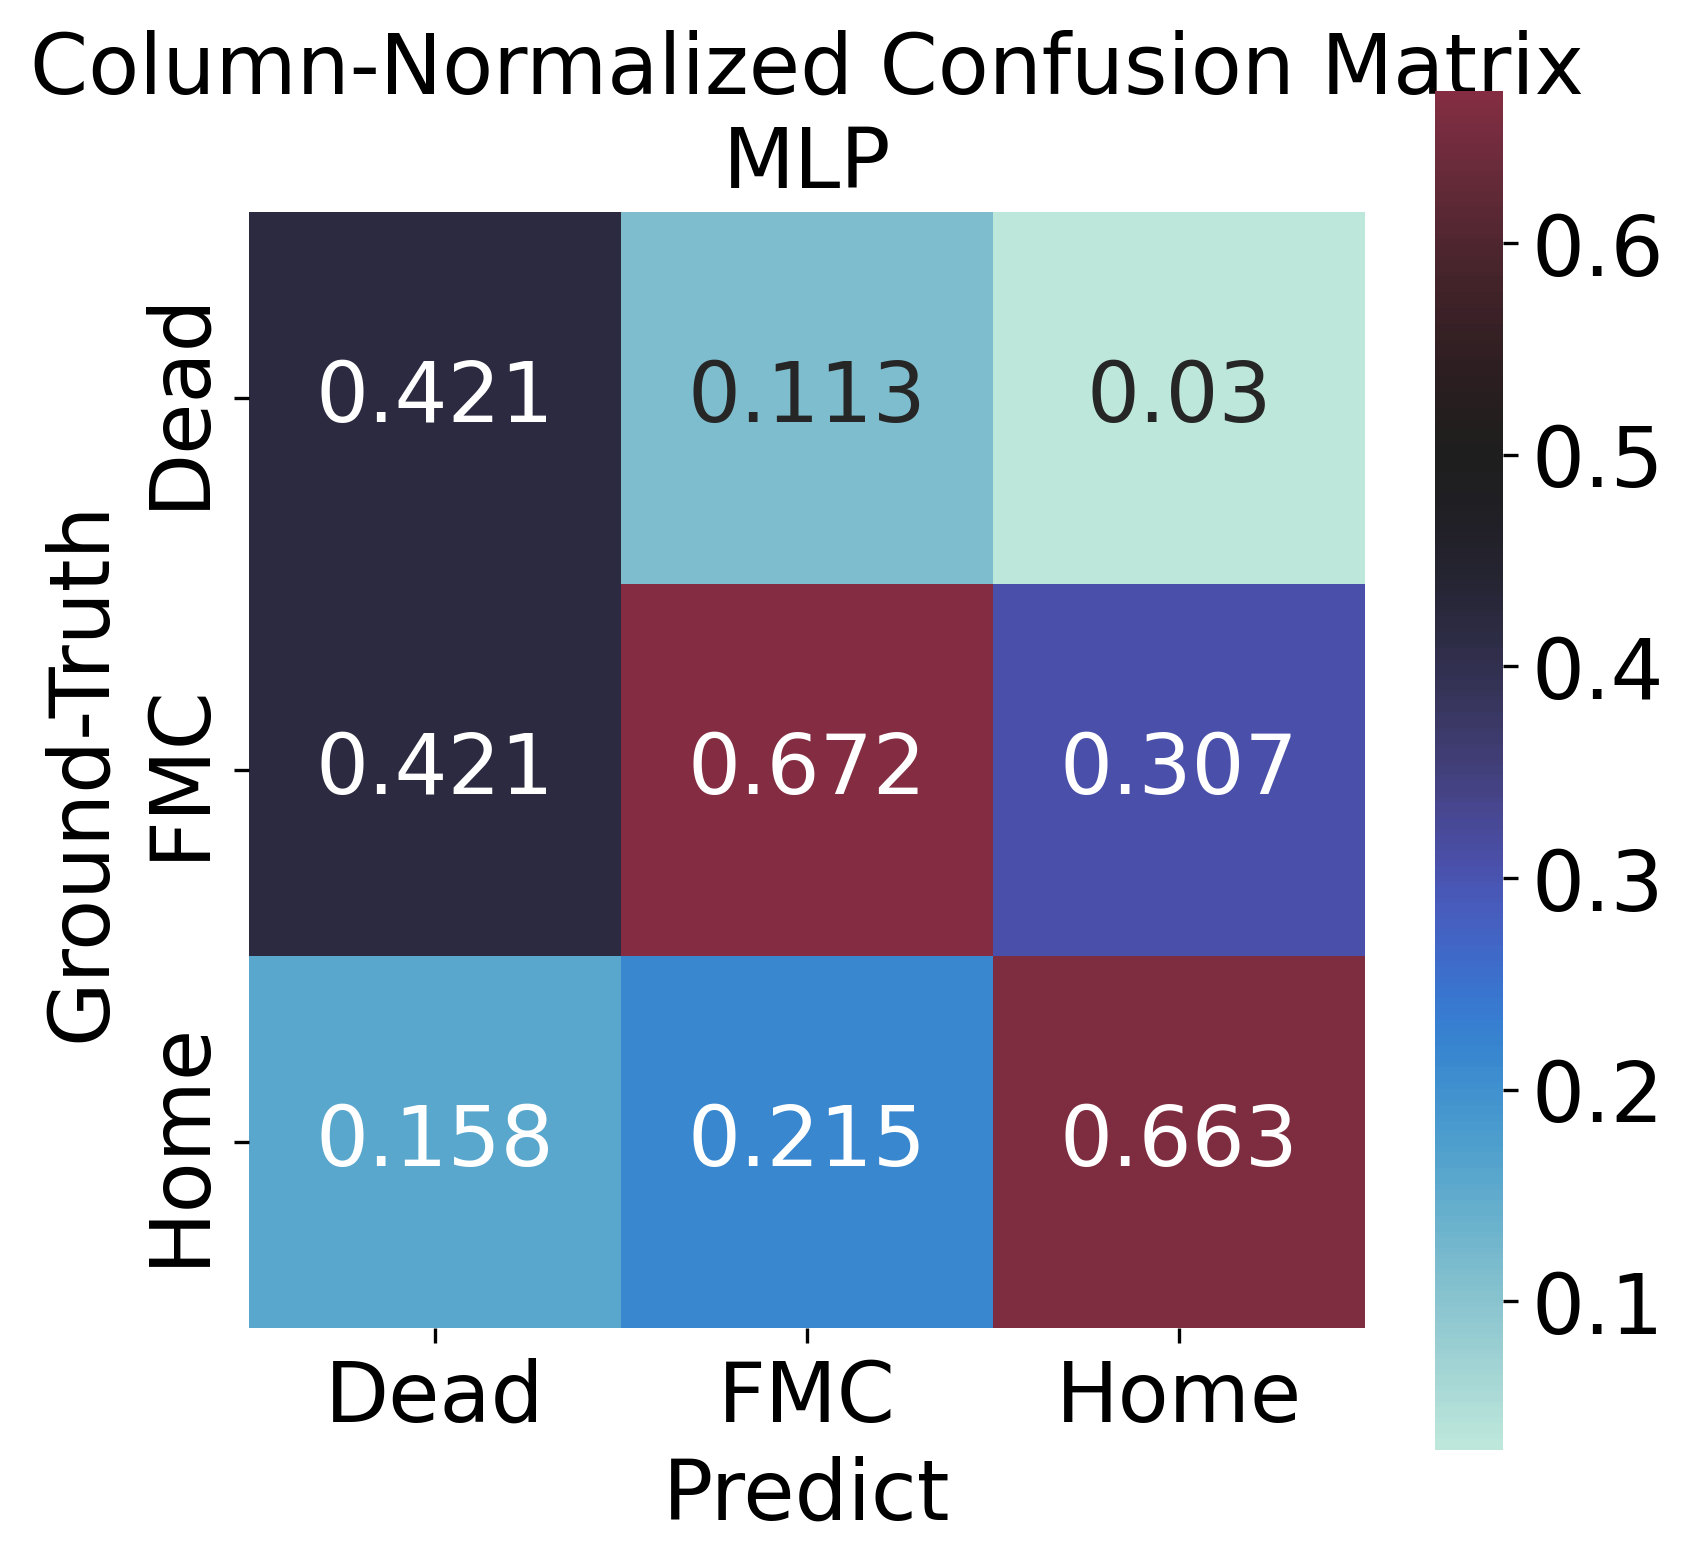 Column-Normalized Confusion Matrix
MLP
Ground-Truth
Dead
0.421 0.113 0.03
FMC
0.421 0.672 0.307
Home
0.158 0.215 0.663
Dead FMC Home
Predict
0.6
0.5
0.4
0.3
0.2
0.1